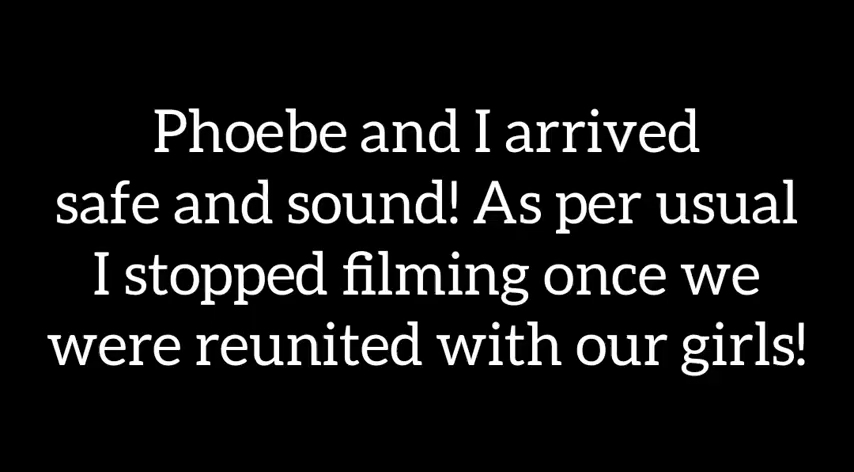 Phoebe and I arrived
safe and sound! As per usual
I stopped filming once we
were reunited with our girls!